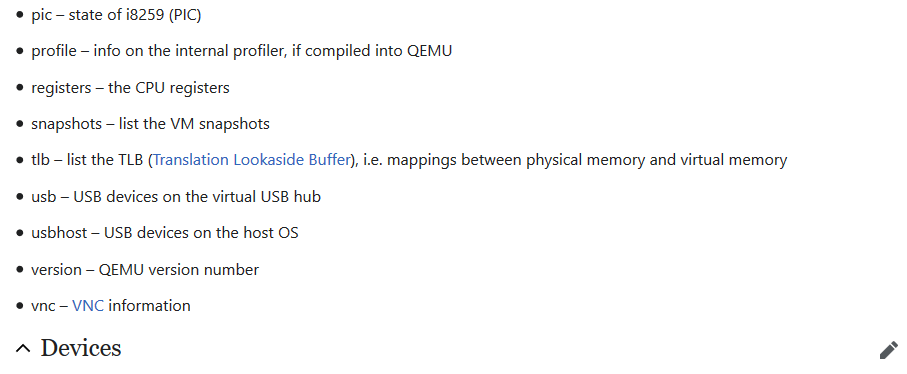 • pic – state of i8259 (PIC)
• profile – info on the internal profiler, if compiled into QEMU
• registers – the CPU registers
• snapshots – list the VM snapshots
• tlb – list the TLB (Translation Lookaside Buffer), i.e. mappings between physical memory and virtual memory
• usb – USB devices on the virtual USB hub
• usbhost – USB devices on the host OS
• version – QEMU version number
• vnc – VNC information
Devices